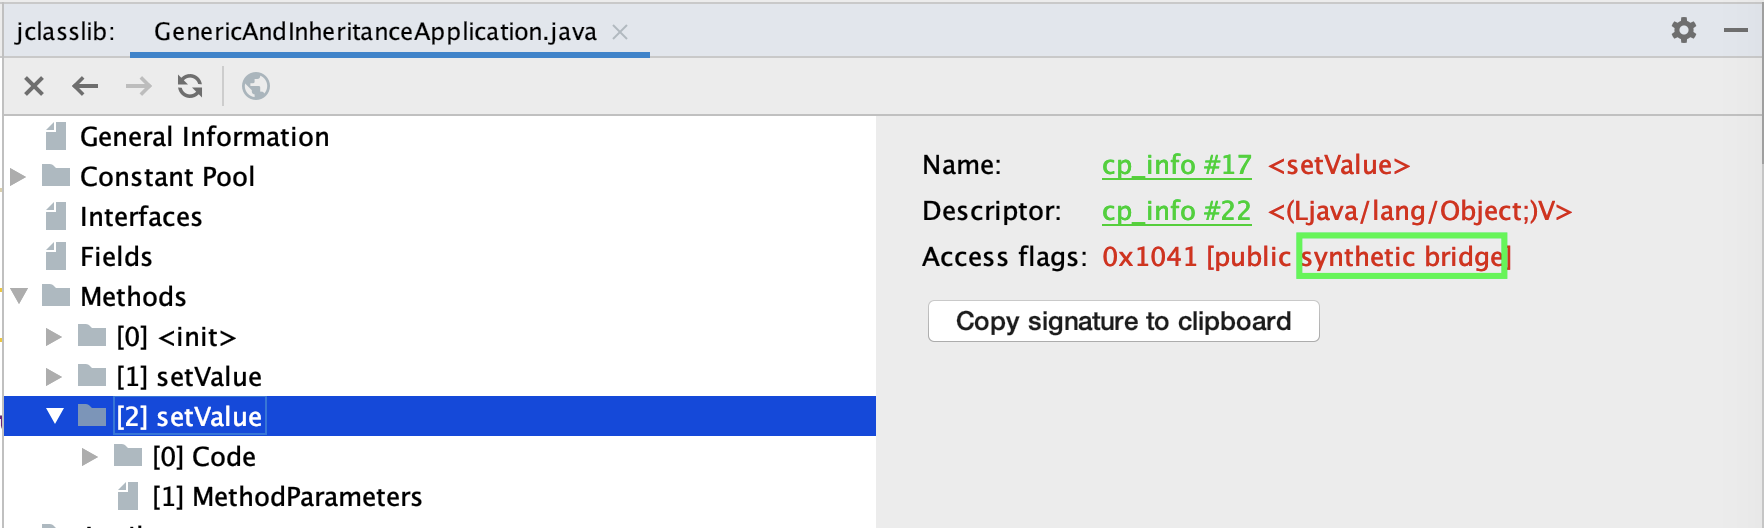 jclasslib: GenericAndInheritanceApplication.java
General Information
Constant Pool
Interfaces
Fields
Methods
[0] <init>
[1] setValue
[2] setValue
[0] Code
[1] MethodParameters
Name: cp_info #17 <setValue>
Descriptor: cp_info #22 <(Ljava/lang/Object;)V>
Access flags: 0x1041 [public synthetic bridge]
Copy signature to clipboard